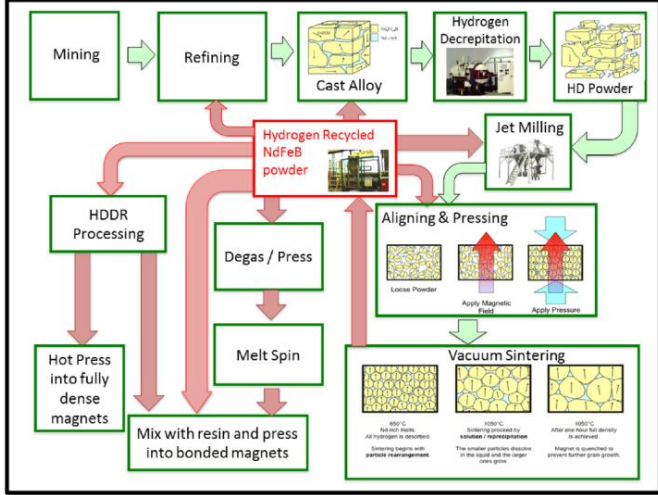 Mining
Refining
Cast Alloy
Hydrogen
Decrepitation
HD Powder
Hydrogen Recycled
NdFeB
powder
Jet Milling
HDDR
Processing
Degas / Press
Aligning & Pressing
Loose Powder
Apply Magnetic
Field
Apply Pressure
Hot Press
into fully
dense
magnets
Melt Spin
Mix with resin and press
into bonded magnets
Vacuum Sintering
Nd-rich melts.
All hydrogen is desorbed.
Sintering begins with
particle rearrangement.
1050°C
Sintering proceed by
solution / reprecipitation
The smaller particles dissolve
in the liquid and the larger
ones grow.
After one hour full density
is achieved.
Magnet is quenched to
prevent further grain growth.